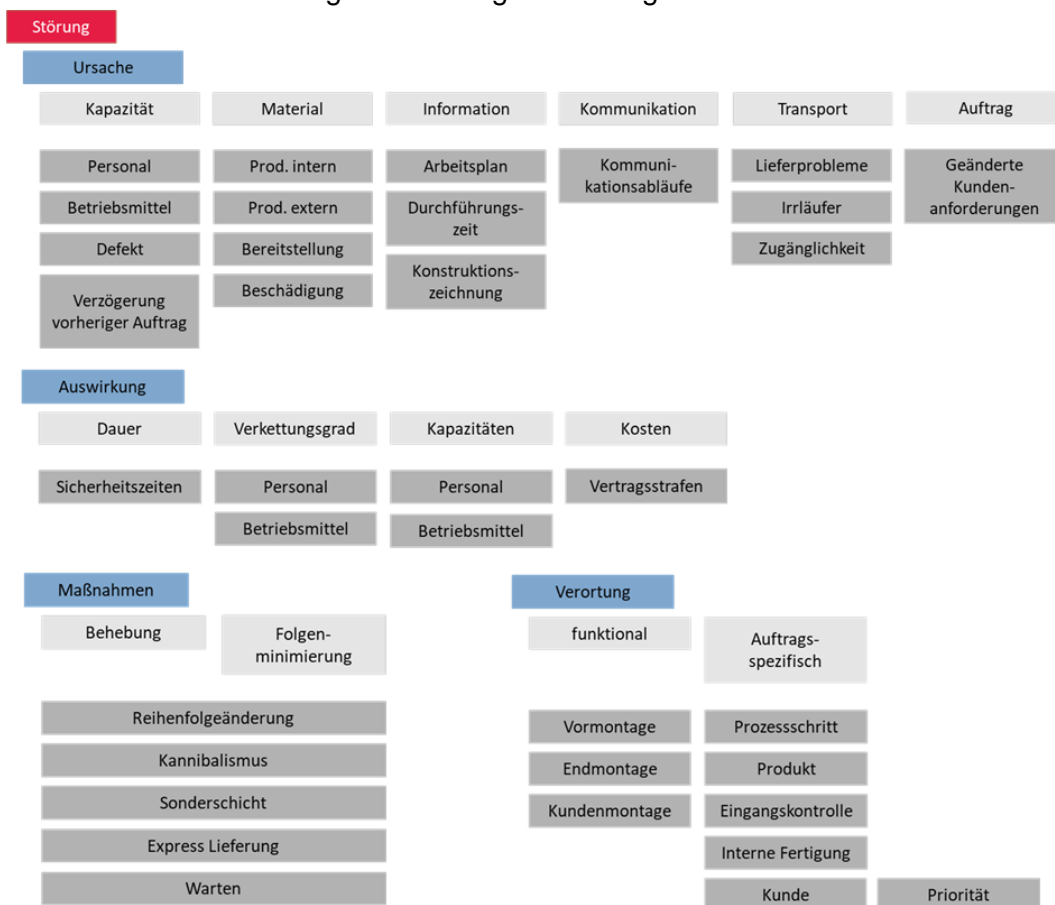 Störung
Ursache
Kapazität
Material
Information
Kommunikation
Transport
Auftrag
Personal
Betriebsmittel
Defekt
Verzögerung
vorheriger Auftrag
Prod. intern
Prod. extern
Bereitstellung
Beschädigung
Arbeitsplan
Durchführungs-
zeit
Konstruktions-
zeichnung
Kommuni-
kationsabläufe
Lieferprobleme
Irrläufer
Zugänglichkeit
Geänderte
Kunden-
anforderungen
Auswirkung
Dauer
Verkettungsgrad
Kapazitäten
Kosten
Sicherheitszeiten
Personal
Betriebsmittel
Personal
Betriebsmittel
Vertragsstrafen
Maßnahmen
Behebung
Folgen-
minimierung
Reihenfolgeänderung
Kannibalismus
Sonderschicht
Express Lieferung
Warten
Verortung
funktional
Auftrags-
spezifisch
Vormontage
Endmontage
Kundenmontage
Prozessschritt
Produkt
Eingangskontrolle
Interne Fertigung
Kunde
Priorität